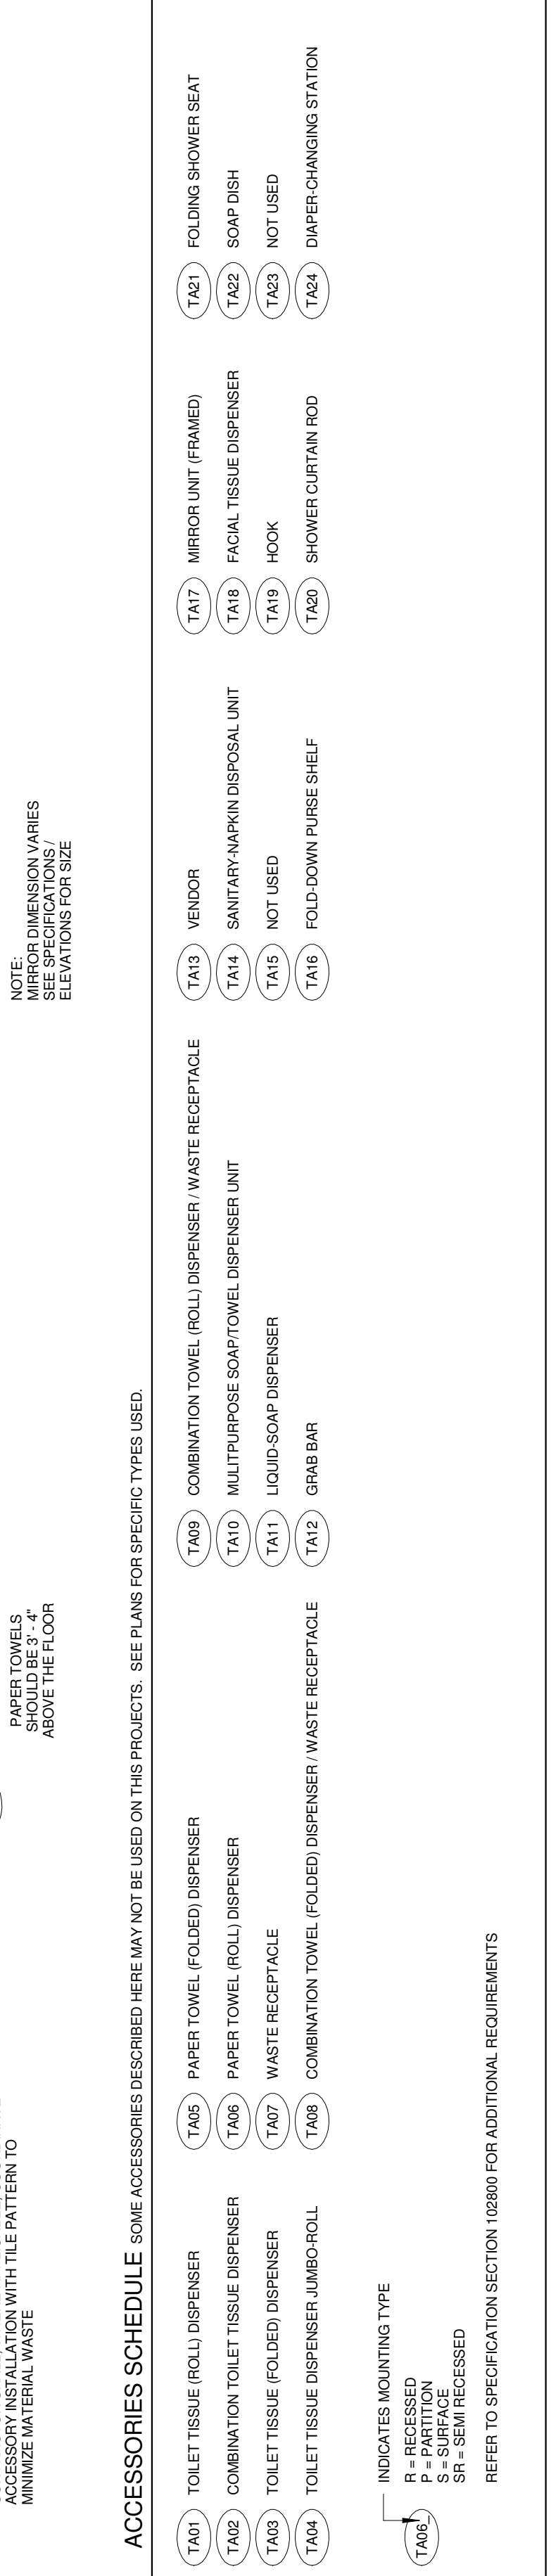 ACCESSORY INSTALLATION WITH TILE PATTERN TO
MINIMIZE MATERIAL WASTE
PAPER TOWELS
SHOULD BE 3' - 4"
ABOVE THE FLOOR
NOTE:
MIRROR DIMENSION VARIES
SEE SPECIFICATIONS /
ELEVATIONS FOR SIZE
ACCESSORIES SCHEDULE SOME ACCESSORIES DESCRIBED HERE MAY NOT BE USED ON THIS PROJECTS. SEE PLANS FOR SPECIFIC TYPES USED.
TA01 TOILET TISSUE (ROLL) DISPENSER
TA02 COMBINATION TOILET TISSUE DISPENSER
TA03 TOILET TISSUE (FOLDED) DISPENSER
TA04 TOILET TISSUE DISPENSER JUMBO-ROLL
TA05 PAPER TOWEL (FOLDED) DISPENSER
TA06 PAPER TOWEL (ROLL) DISPENSER
TA07 WASTE RECEPTACLE
TA08 COMBINATION TOWEL (FOLDED) DISPENSER / WASTE RECEPTACLE
TA09 COMBINATION TOWEL (ROLL) DISPENSER / WASTE RECEPTACLE
TA10 MULITPURPOSE SOAP/TOWEL DISPENSER UNIT
TA11 LIQUID-SOAP DISPENSER
TA12 GRAB BAR
TA13 VENDOR
TA14 SANITARY-NAPKIN DISPOSAL UNIT
TA15 NOT USED
TA16 FOLD-DOWN PURSE SHELF
TA17 MIRROR UNIT (FRAMED)
TA18 FACIAL TISSUE DISPENSER
TA19 HOOK
TA20 SHOWER CURTAIN ROD
TA21 FOLDING SHOWER SEAT
TA22 SOAP DISH
TA23 NOT USED
TA24 DIAPER-CHANGING STATION
INDICATES MOUNTING TYPE
TA06_
R = RECESSED
P = PARTITION
S = SURFACE
SR = SEMI RECESSED
REFER TO SPECIFICATION SECTION 102800 FOR ADDITIONAL REQUIREMENTS